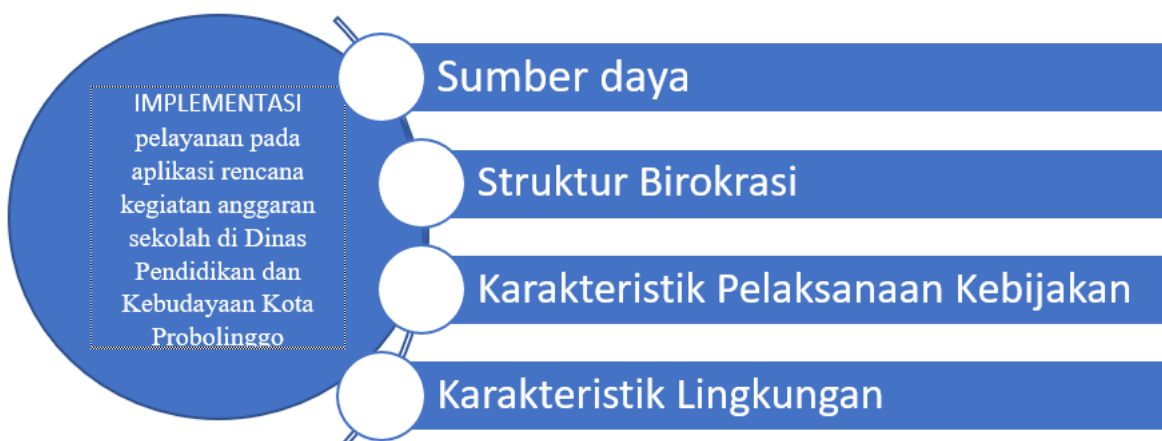 IMPLEMENTASI
pelayanan pada
aplikasi rencana
kegiatan anggaran
sekolah di Dinas
Pendidikan dan
Kebudayaan Kota
Probolinggo
Sumber daya
Struktur Birokrasi
Karakteristik Pelaksanaan Kebijakan
Karakteristik Lingkungan